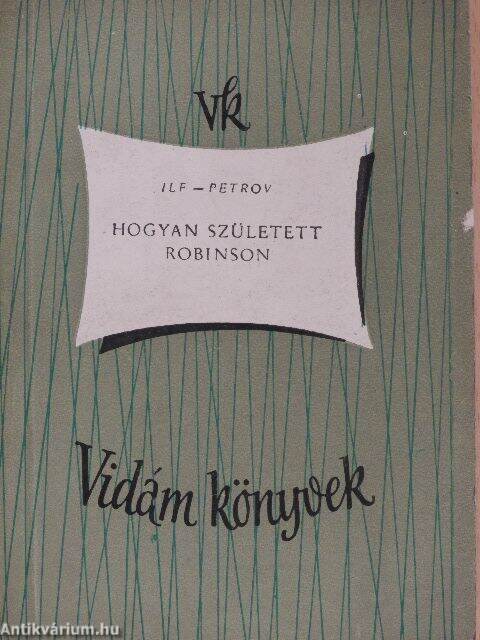 vk
ILF – PETROV
HOGYAN SZÜLETETT
ROBINSON
Vidám könyvek
Antikvárium.hu